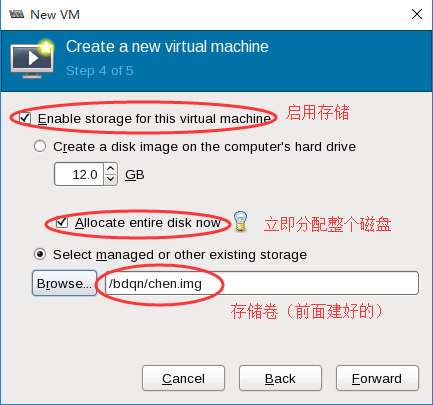 New VM
Create a new virtual machine
Step 4 of 5
Enable storage for this virtual machine 启用存储
Create a disk image on the computer's hard drive
12.0 GB
Allocate entire disk now 立即分配整个磁盘
Select managed or other existing storage
Browse... /bdqn/chen.img
存储卷（前面建好的）
Cancel Back Forward